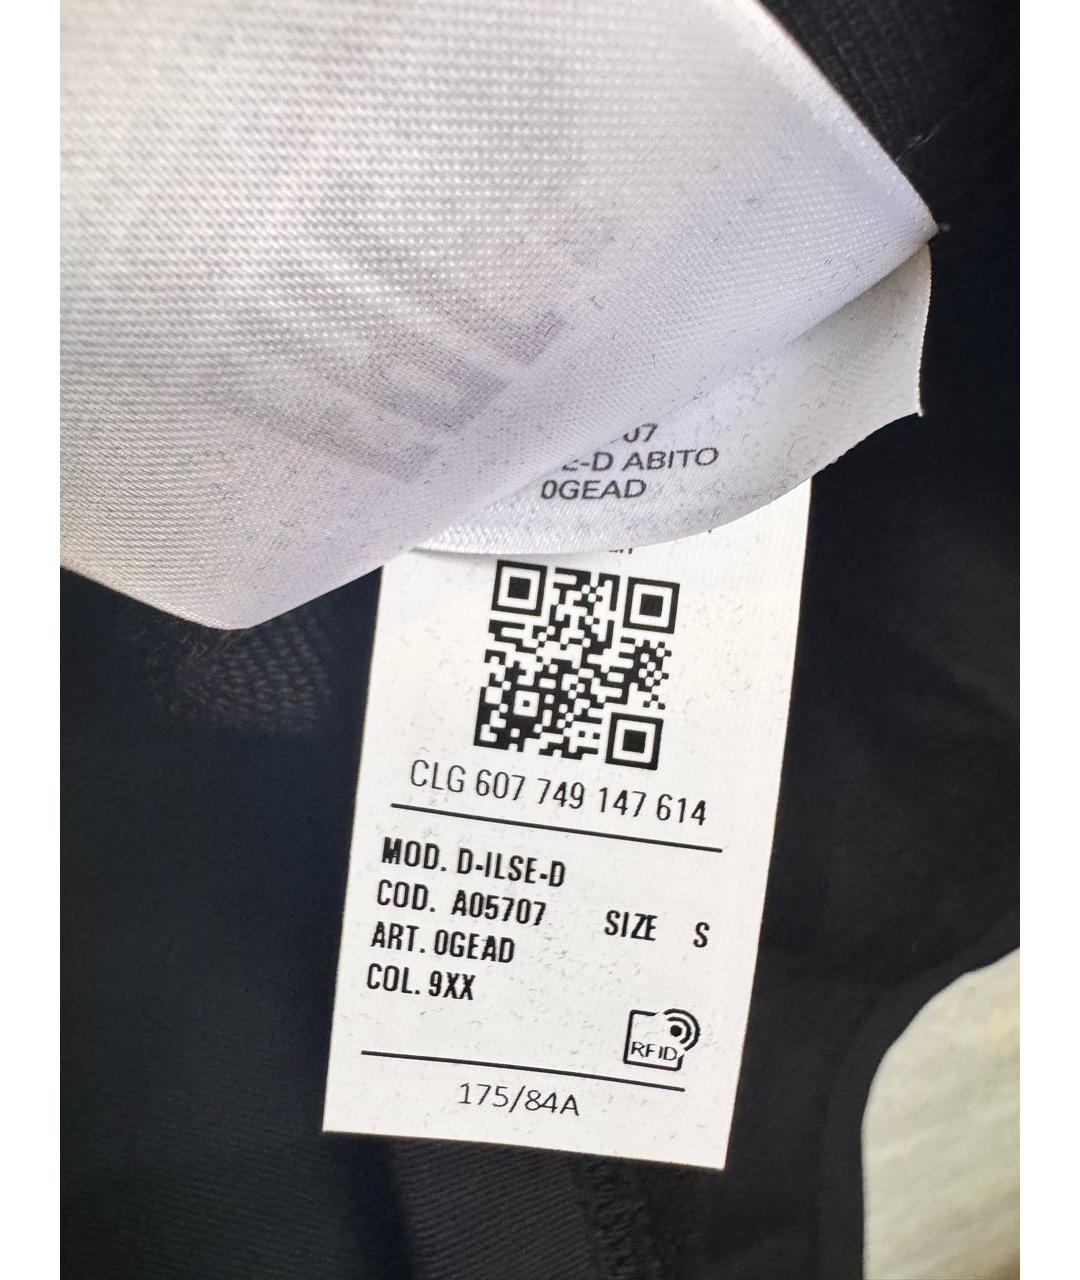 07
E-D ABITO
0GEAD
CLG 607 749 147 614
MOD. D-ILSE-D
COD. A05707 SIZE S
ART. 0GEAD
COL. 9XX
RFID
175/84A